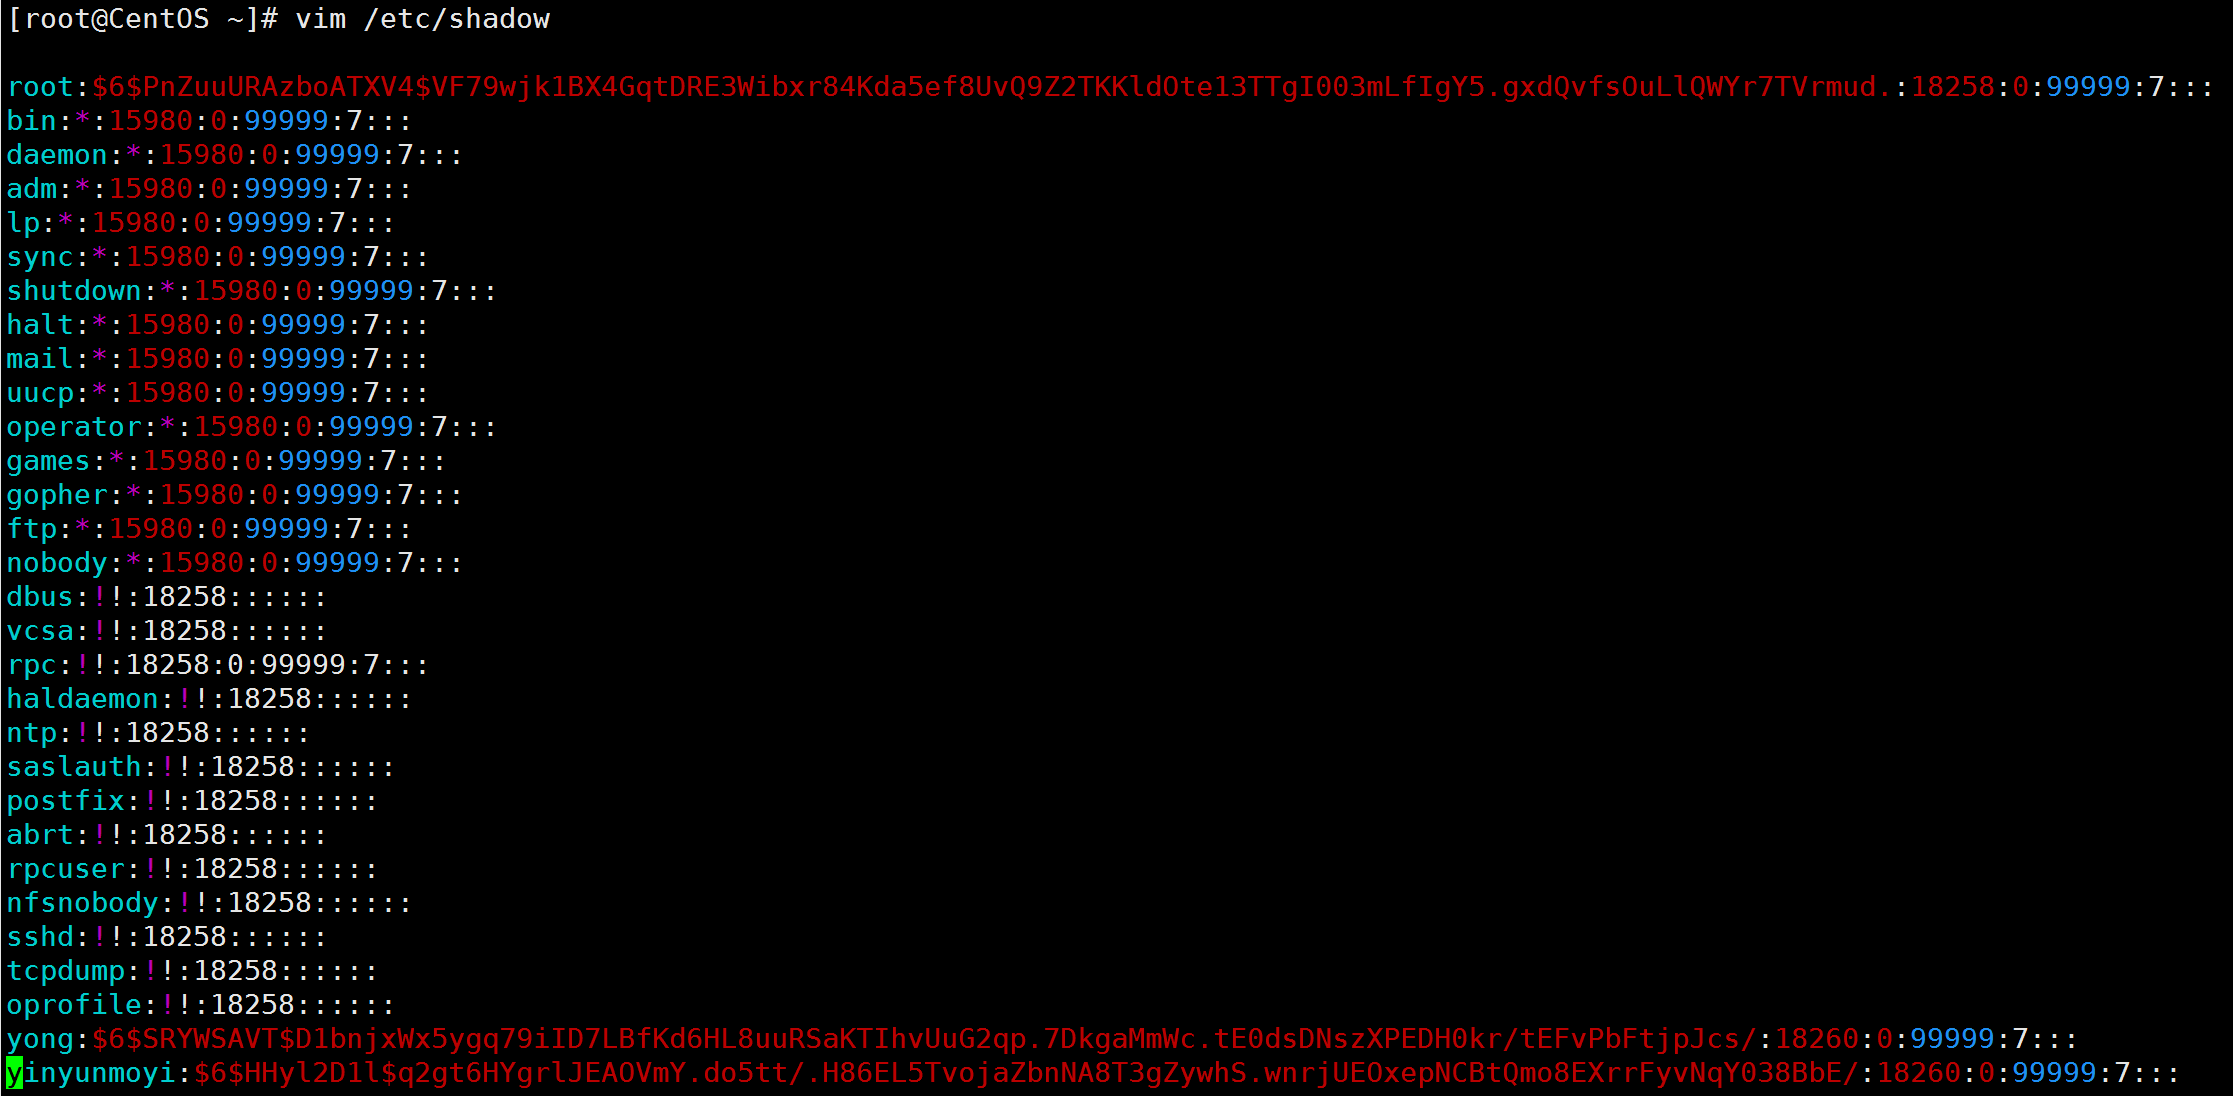 [root@CentOS ~]# vim /etc/shadow
root:$6$PnZuuURAzboATXV4$VF79wjk1BX4GqtDRE3Wibxr84Kda5ef8UvQ9Z2TKKldOte13TTgI003mLfIgY5.gxdQvfsOuLlQWYr7TVrmud.:18258:0:99999:7:::
bin:*:15980:0:99999:7:::
daemon:*:15980:0:99999:7:::
adm:*:15980:0:99999:7:::
lp:*:15980:0:99999:7:::
sync:*:15980:0:99999:7:::
shutdown:*:15980:0:99999:7:::
halt:*:15980:0:99999:7:::
mail:*:15980:0:99999:7:::
uucp:*:15980:0:99999:7:::
operator:*:15980:0:99999:7:::
games:*:15980:0:99999:7:::
gopher:*:15980:0:99999:7:::
ftp:*:15980:0:99999:7:::
nobody:*:15980:0:99999:7:::
dbus:!!:18258::::::
vcsa:!!:18258::::::
rpc:!!:18258:0:99999:7:::
haldaemon:!!:18258::::::
ntp:!!:18258::::::
saslauth:!!:18258::::::
postfix:!!:18258::::::
abrt:!!:18258::::::
rpcuser:!!:18258::::::
nfsnobody:!!:18258::::::
sshd:!!:18258::::::
tcpdump:!!:18258::::::
oprofile:!!:18258::::::
yong:$6$SRYWSAVT$D1bnjxWx5ygq79iID7LBfKd6HL8uuRSaKTIhvUuG2qp.7DkgaMmWc.tE0dsDNszXPEDH0kr/tEFvPbFtjpJcs/:18260:0:99999:7:::
yinyunmoyi:$6$HHyl2D1l$q2gt6HYgrlJEAOVmY.do5tt/.H86EL5TvojaZbnNA8T3gZywhS.wnrjUEOxepNCBtQmo8EXrrFyvNqY038BbE/:18260:0:99999:7:::